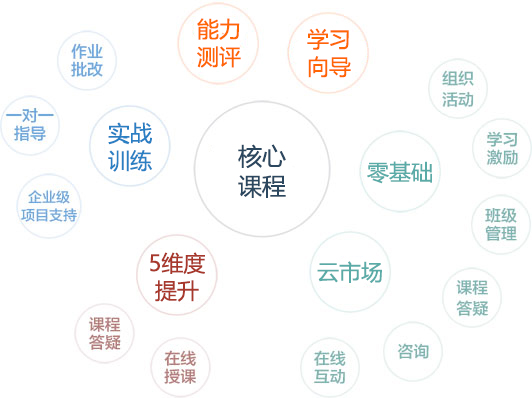 能力
测评
学习
向导
作业
批改
组织
活动
一对一
指导
实战
训练
核心
课程
零基础
学习
激励
企业级
项目支持
班级
管理
5维度
提升
云市场
课程
答疑
课程
答疑
在线
授课
在线
互动
咨询